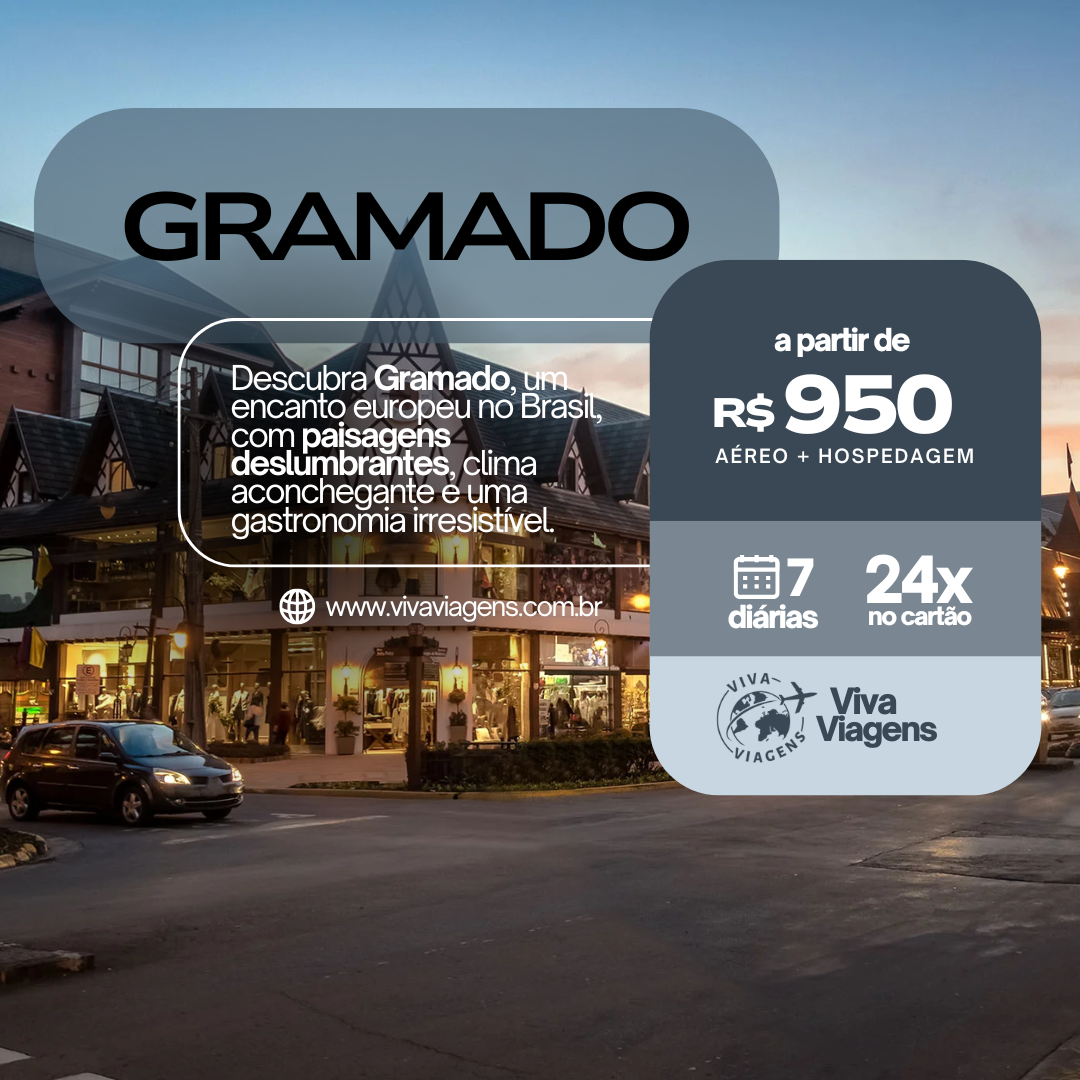 GRAMADO
Descubra Gramado, um
encanto europeu no Brasil,
com paisagens
deslumbrantes, clima
aconchegante e uma
gastronomia irresistível.
www.vivaviagens.com.br
a partir de
R$ 950
AÉREO + HOSPEDAGEM
7
diárias
24x
no cartão
VIVA
VIAGENS
Viva
Viagens
E